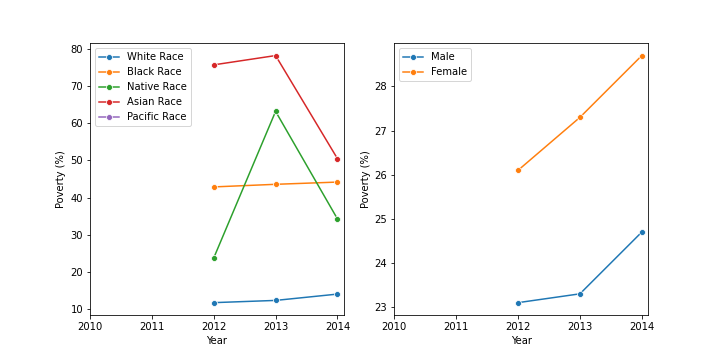 White Race
Black Race
Native Race
Asian Race
Pacific Race
80
70
60
50
40
30
20
10
Poverty (%)
2010 2011 2012 2013 2014
Year
Male
Female
28
27
26
25
24
23
Poverty (%)
2010 2011 2012 2013 2014
Year